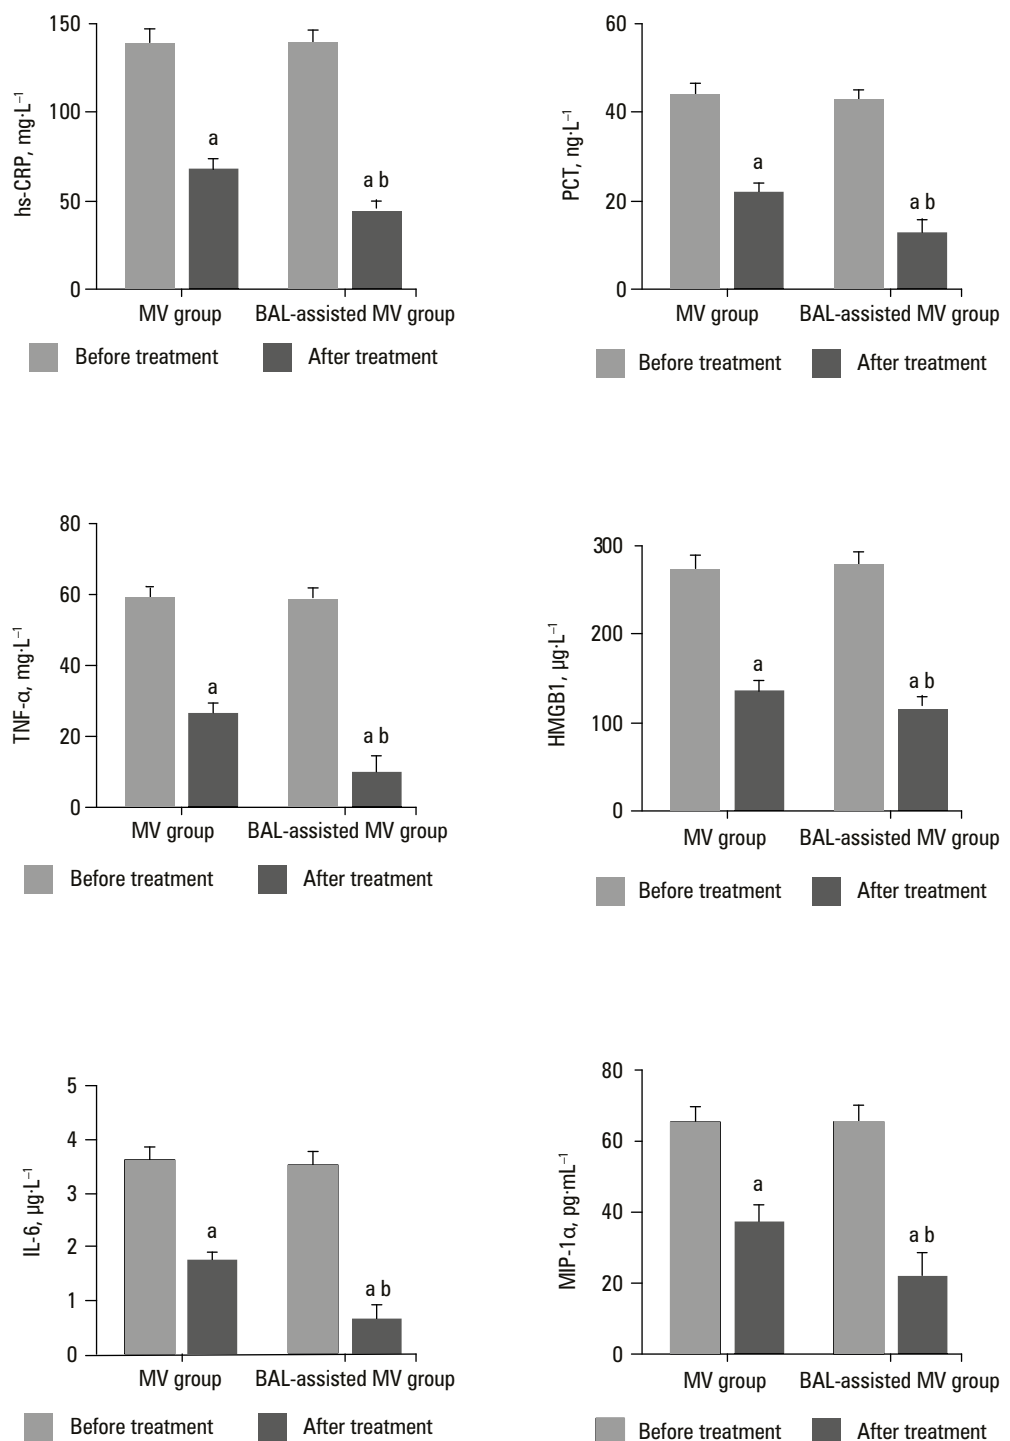 150
100
50
0
hs-CRP, mg·L⁻¹
a
a b
MV group
BAL-assisted MV group
Before treatment
After treatment
60
40
20
0
PCT, ng·L⁻¹
a
a b
MV group
BAL-assisted MV group
Before treatment
After treatment
80
60
40
20
0
TNF-α, mg·L⁻¹
a
a b
MV group
BAL-assisted MV group
Before treatment
After treatment
300
200
100
0
HMGB1, µg·L⁻¹
a
a b
MV group
BAL-assisted MV group
Before treatment
After treatment
5
4
3
2
1
0
IL-6, µg·L⁻¹
a
a b
MV group
BAL-assisted MV group
Before treatment
After treatment
80
60
40
20
0
MIP-1α, pg·mL⁻¹
a
a b
MV group
BAL-assisted MV group
Before treatment
After treatment